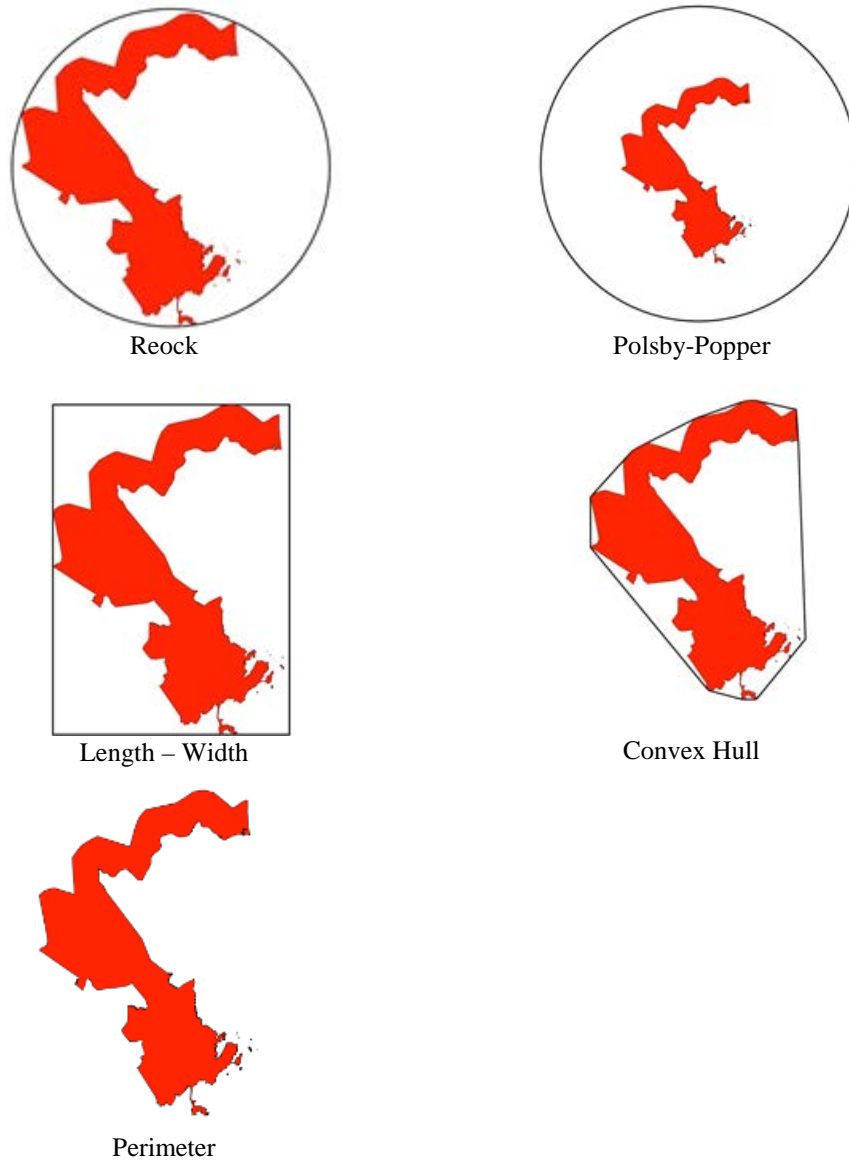 Reock
Polsby-Popper
Length – Width
Convex Hull
Perimeter